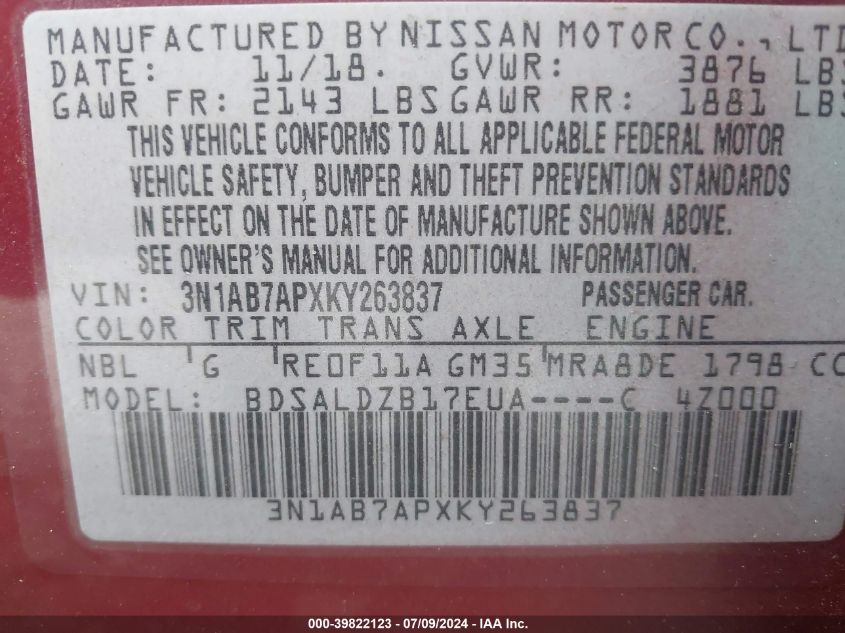 MANUFACTURED BY NISSAN MOTOR CO., LTD
DATE: 11/18. GVWR: 3876 LBS
GAWR FR: 2143 LBS GAWR RR: 1881 LBS
THIS VEHICLE CONFORMS TO ALL APPLICABLE FEDERAL MOTOR
VEHICLE SAFETY, BUMPER AND THEFT PREVENTION STANDARDS
IN EFFECT ON THE DATE OF MANUFACTURE SHOWN ABOVE.
SEE OWNER'S MANUAL FOR ADDITIONAL INFORMATION.
VIN: 3N1AB7APXKY263837 PASSENGER CAR.
COLOR TRIM TRANS AXLE ENGINE
NBL G RE0F11A GM35 MRA8DE 1798 CC
MODEL: BDSALDZB17EUA----C 4Z000
3N1AB7APXKY263837
000-39822123 - 07/09/2024 - IAA Inc.